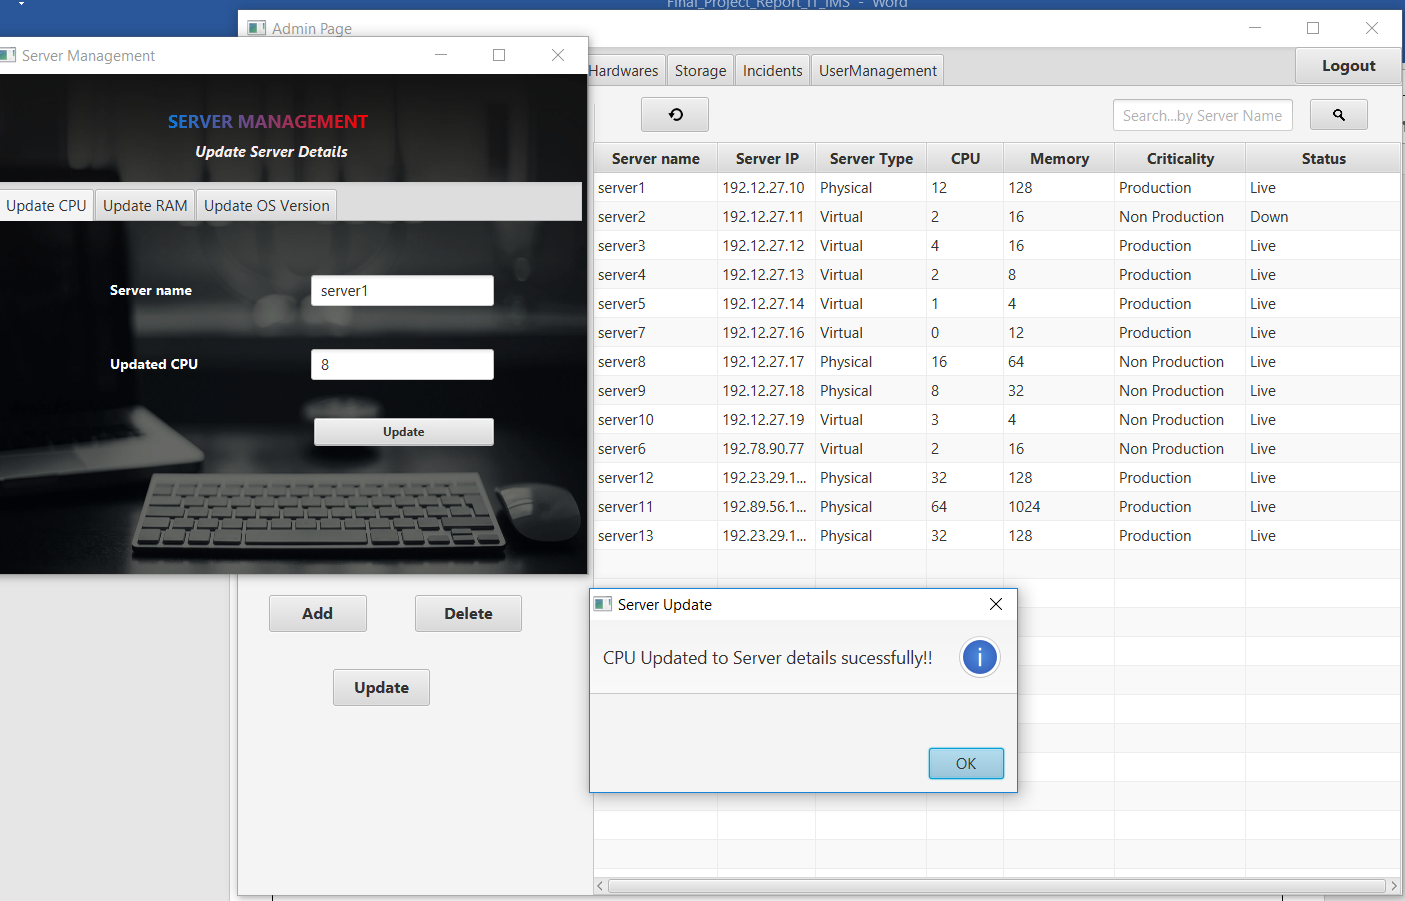 Final_Project_Report_IT_IMS - Word
Admin Page
Server Management
Hardwares Storage Incidents UserManagement
Logout
SERVER MANAGEMENT
Update Server Details
Update CPU Update RAM Update OS Version
Server name server1
Updated CPU 8
Update
Search...by Server Name
Server name Server IP Server Type CPU Memory Criticality Status
server1 192.12.27.10 Physical 12 128 Production Live
server2 192.12.27.11 Virtual 2 16 Non Production Down
server3 192.12.27.12 Virtual 4 16 Production Live
server4 192.12.27.13 Virtual 2 8 Production Live
server5 192.12.27.14 Virtual 1 4 Production Live
server7 192.12.27.16 Virtual 0 12 Production Live
server8 192.12.27.17 Physical 16 64 Non Production Live
server9 192.12.27.18 Physical 8 32 Non Production Live
server10 192.12.27.19 Virtual 3 4 Non Production Live
server6 192.78.90.77 Virtual 2 16 Non Production Live
server12 192.23.29.1... Physical 32 128 Production Live
server11 192.89.56.1... Physical 64 1024 Production Live
server13 192.23.29.1... Physical 32 128 Production Live
Add Delete
Update
Server Update
CPU Updated to Server details sucessfully!!
OK